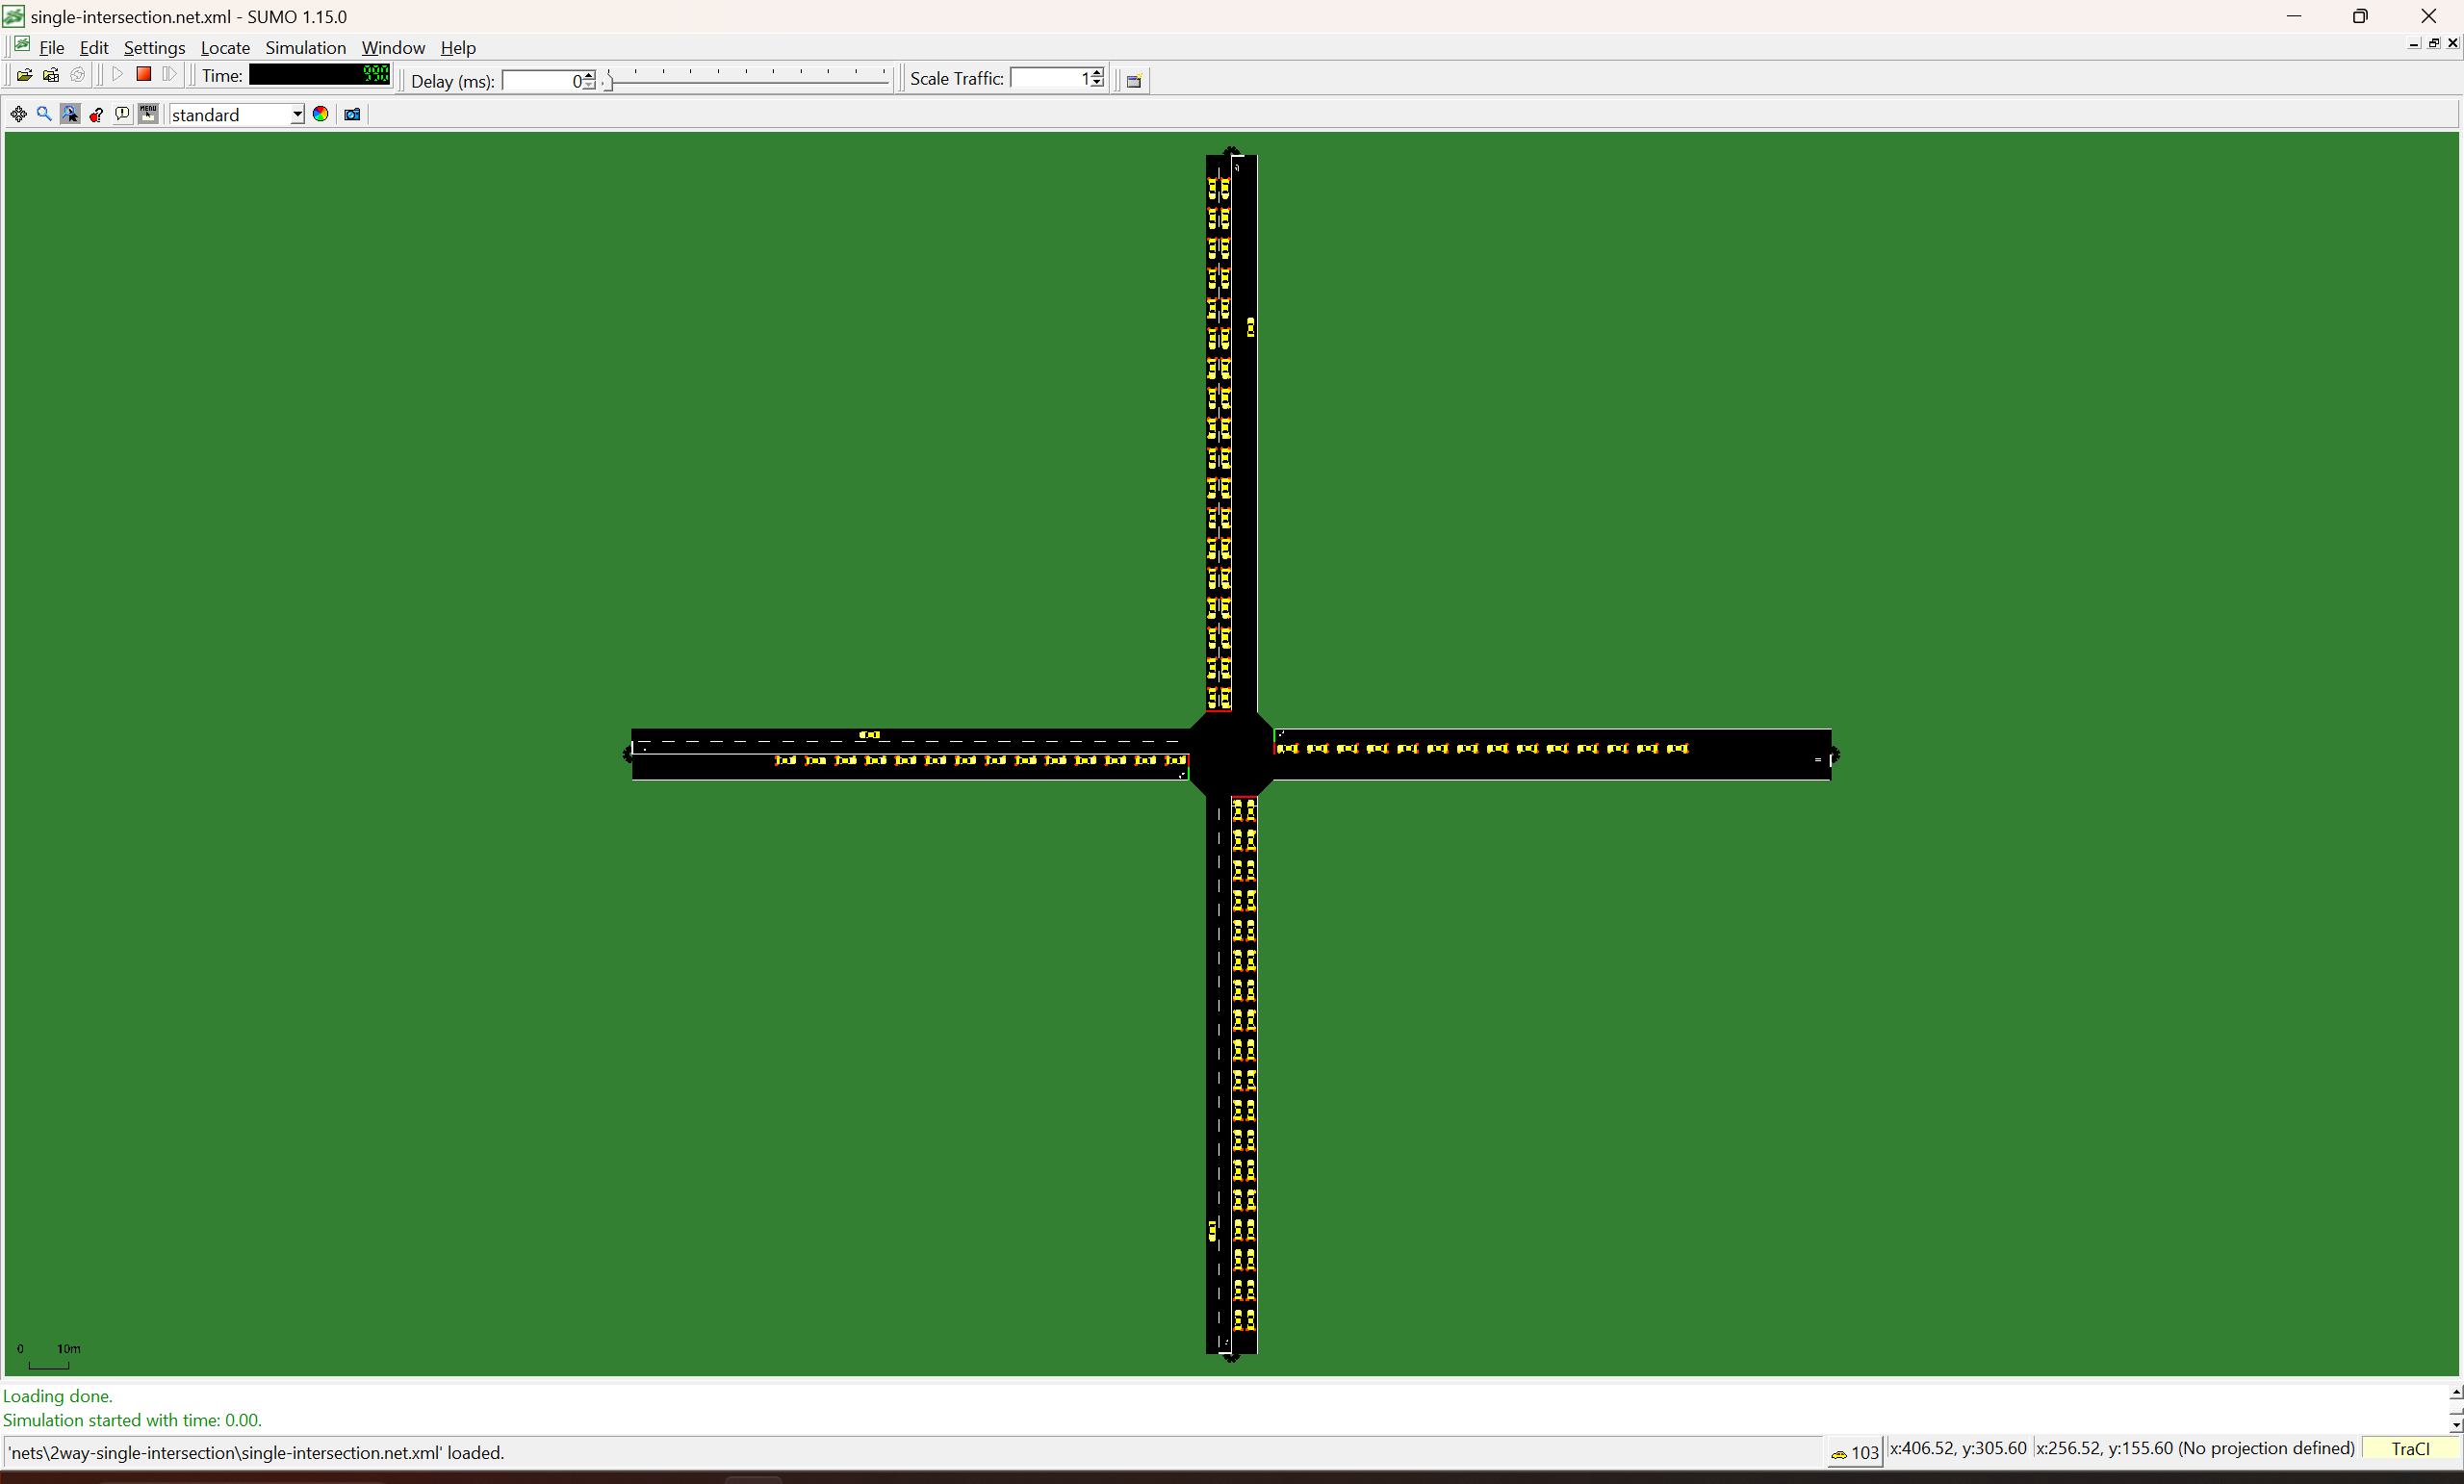 single-intersection.net.xml - SUMO 1.15.0
File Edit Settings Locate Simulation Window Help
Time: 990 Delay (ms): 0 Scale Traffic: 1
MENU standard
0 10m
Loading done.
Simulation started with time: 0.00.
'nets\2way-single-intersection\single-intersection.net.xml' loaded. 103 x:406.52, y:305.60 x:256.52, y:155.60 (No projection defined) TraCI